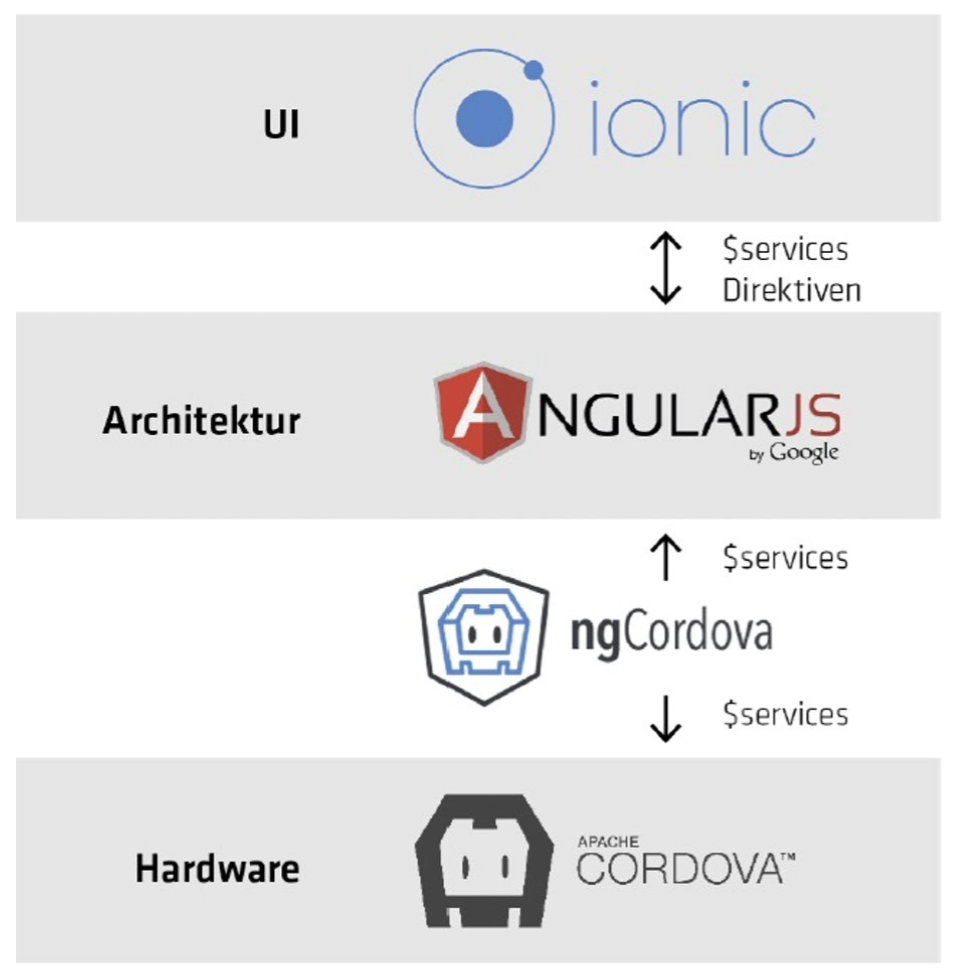 UI
ionic
$services
Direktiven
Architektur
ANGULARJS
by Google
$services
ngCordova
$services
Hardware
APACHE
CORDOVA™